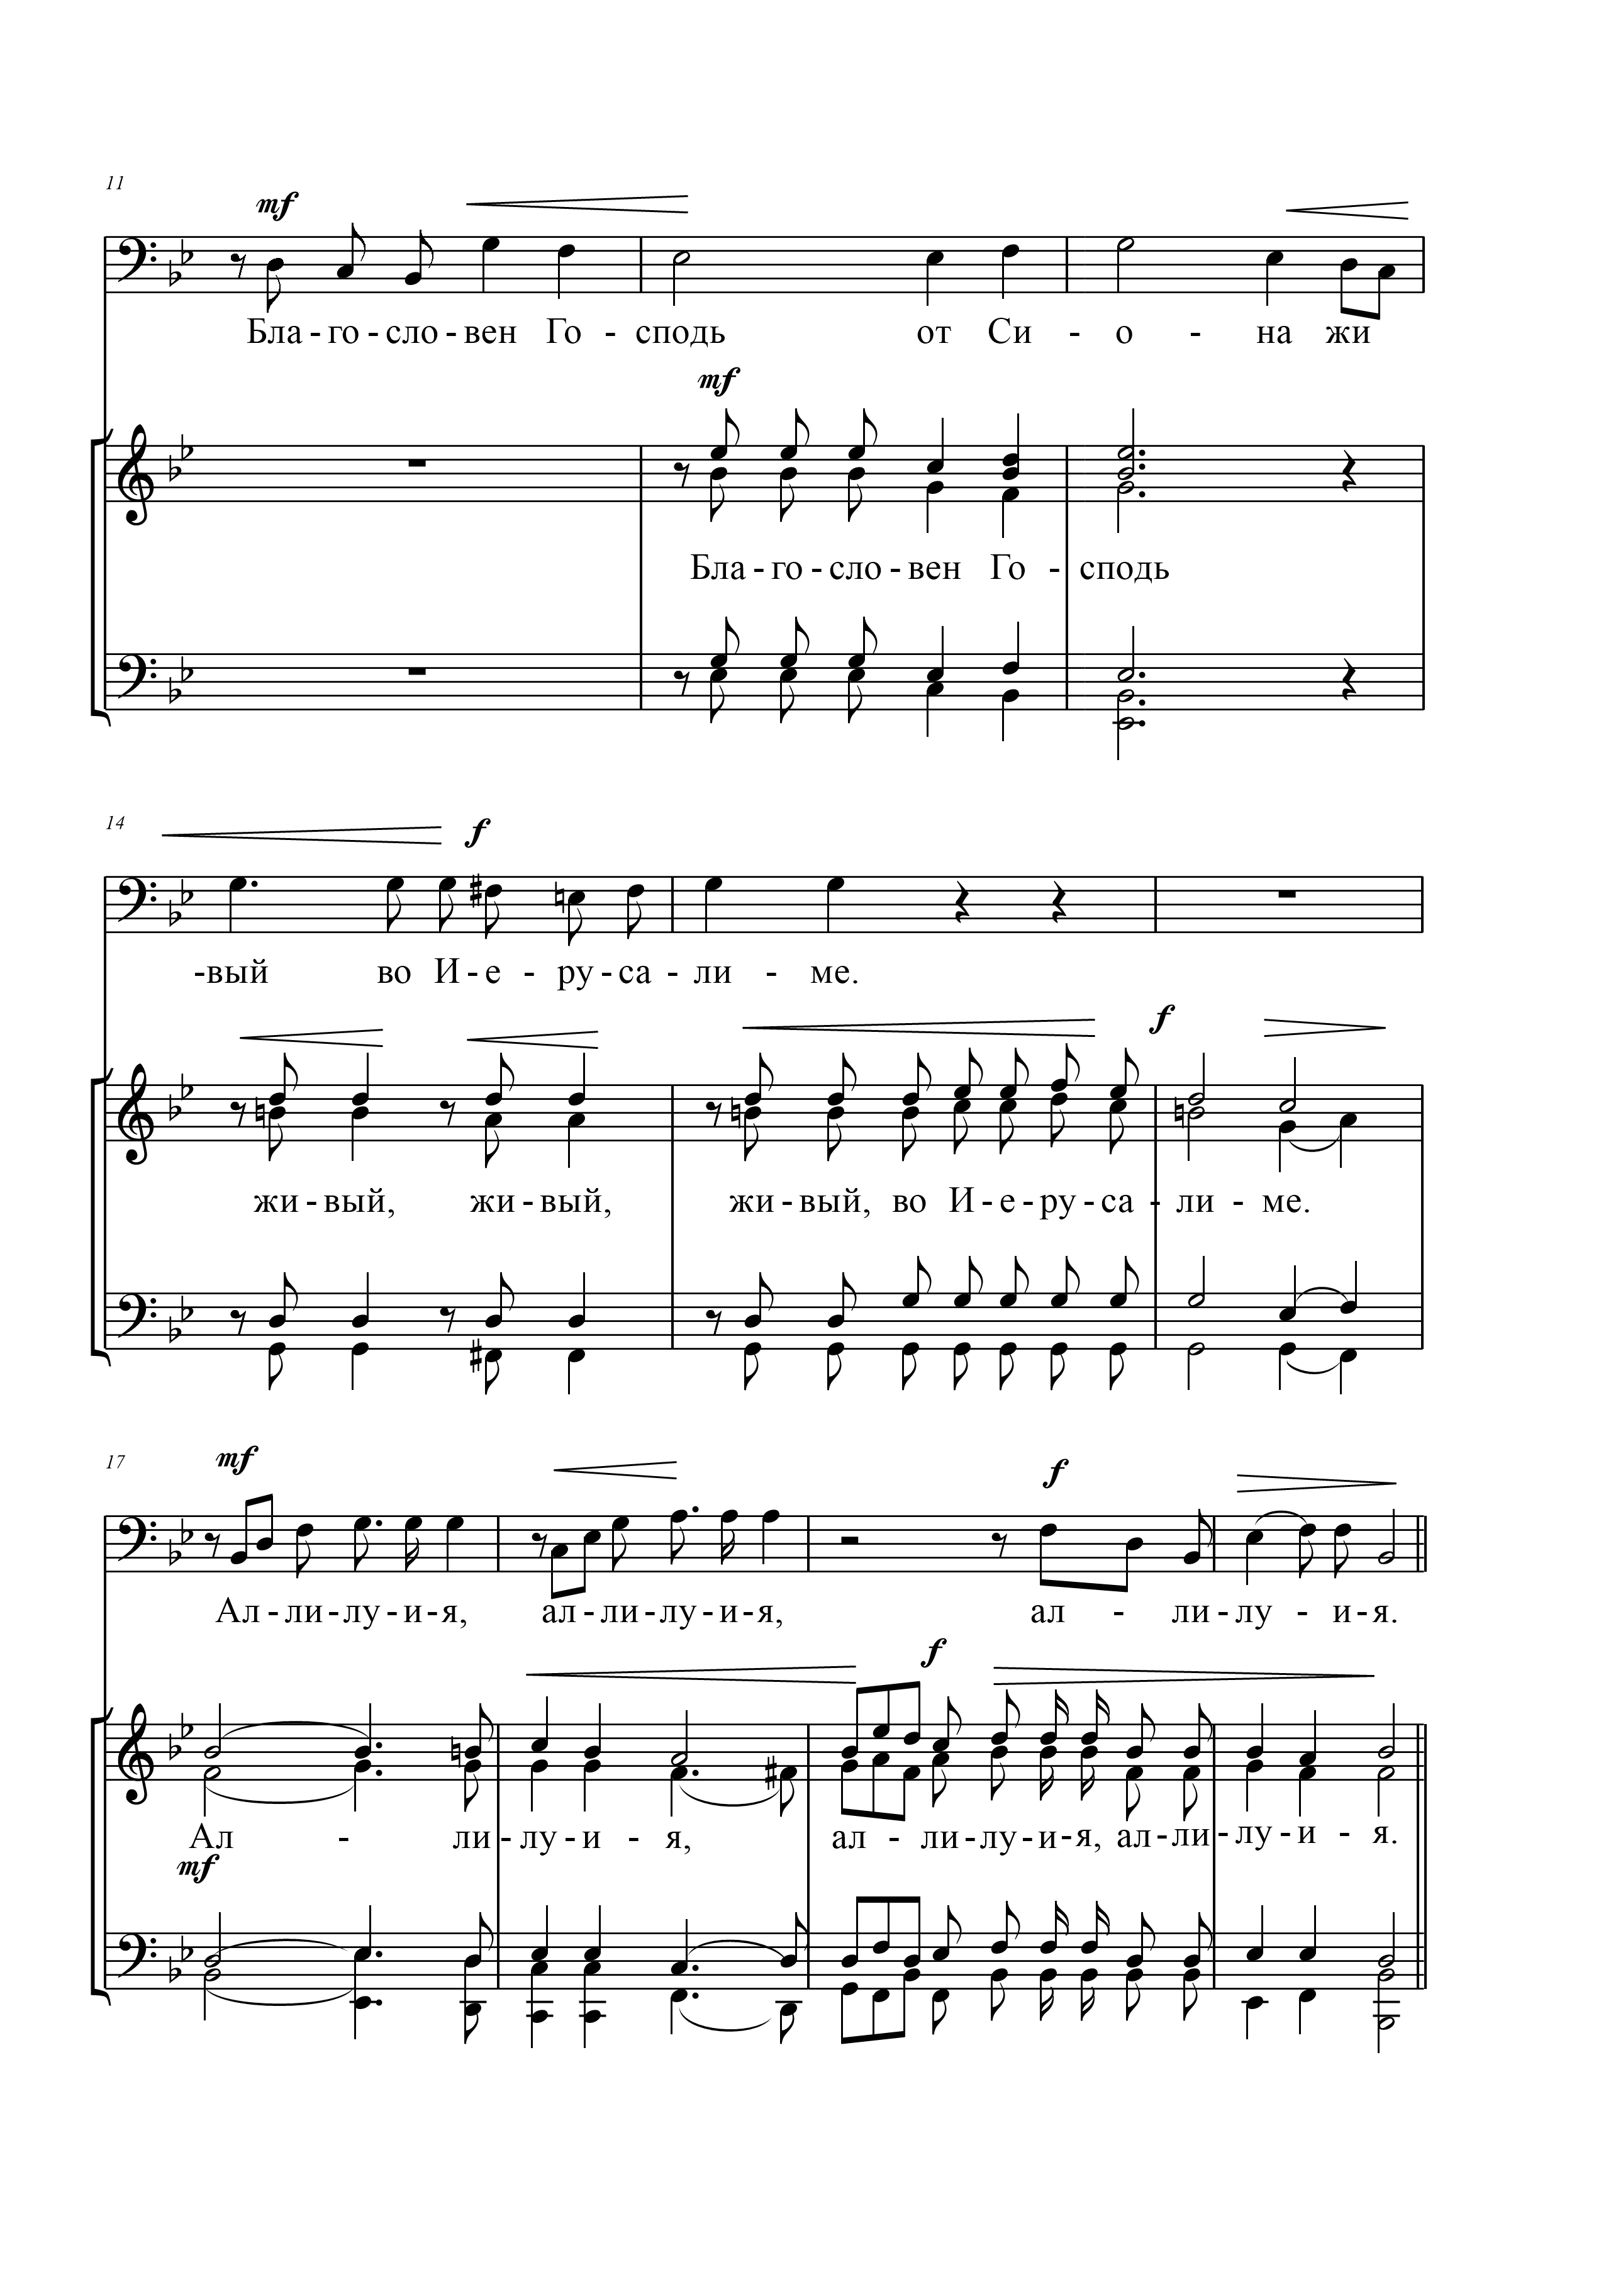 11
mf
Бла - го - сло - вен Го - сподь от Си - о - на жи
mf
Бла - го - сло - вен Го - сподь
14
f
-вый во И - е - ру - са - ли - ме.
f
жи - вый, жи - вый, жи - вый, во И - е - ру - са - ли - ме.
17
mf
f
Ал - ли - лу - и - я, ал - ли - лу - и - я, ал - ли - лу - и - я.
f
Ал - ли - лу - и - я, ал - ли - лу - и - я, ал - ли - лу - и - я.
mf